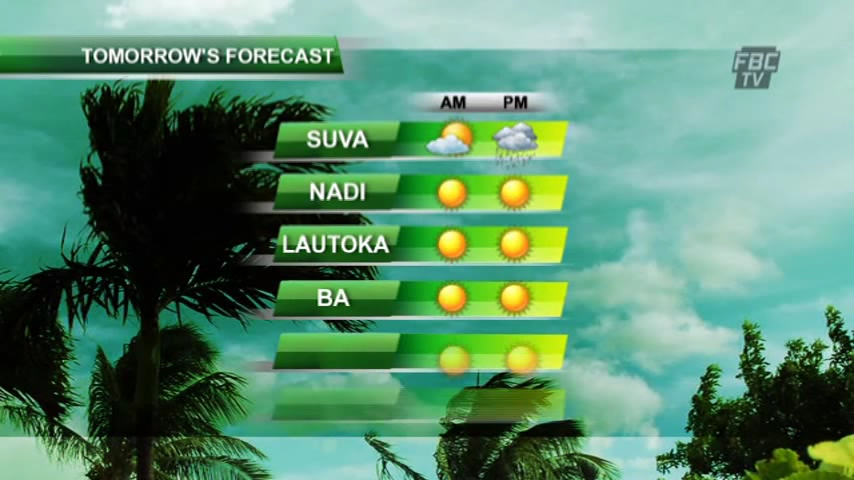 TOMORROW'S FORECAST
FBC
TV
AM PM
SUVA
NADI
LAUTOKA
BA